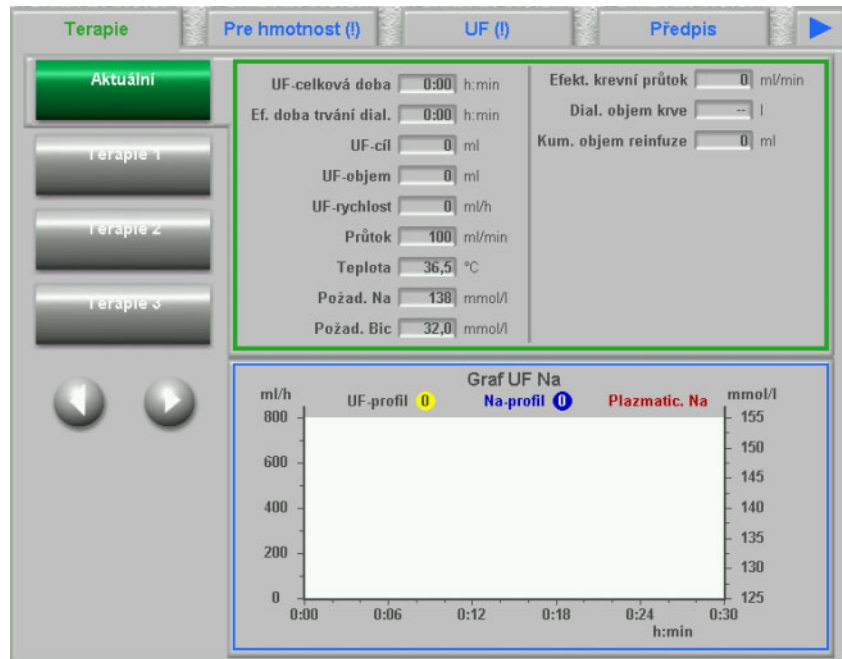 Terapie
Pre hmotnost (!)
UF (!)
Předpis
Aktuální
Terapie 1
Terapie 2
Terapie 3
UF-celková doba 0:00 h:min
Ef. doba trvání dial. 0:00 h:min
UF-cíl 0 ml
UF-objem 0 ml
UF-rychlost 0 ml/h
Průtok 100 ml/min
Teplota 36,5 °C
Požad. Na 138 mmol/l
Požad. Bic 32,0 mmol/l
Efekt. krevní průtok 0 ml/min
Dial. objem krve -- l
Kum. objem reinfuze 0 ml
Graf UF Na
ml/h UF-profil 0 Na-profil 0 Plazmatic. Na mmol/l
800
600
400
200
0
155
150
145
140
135
130
125
0:00 0:06 0:12 0:18 0:24 0:30
h:min